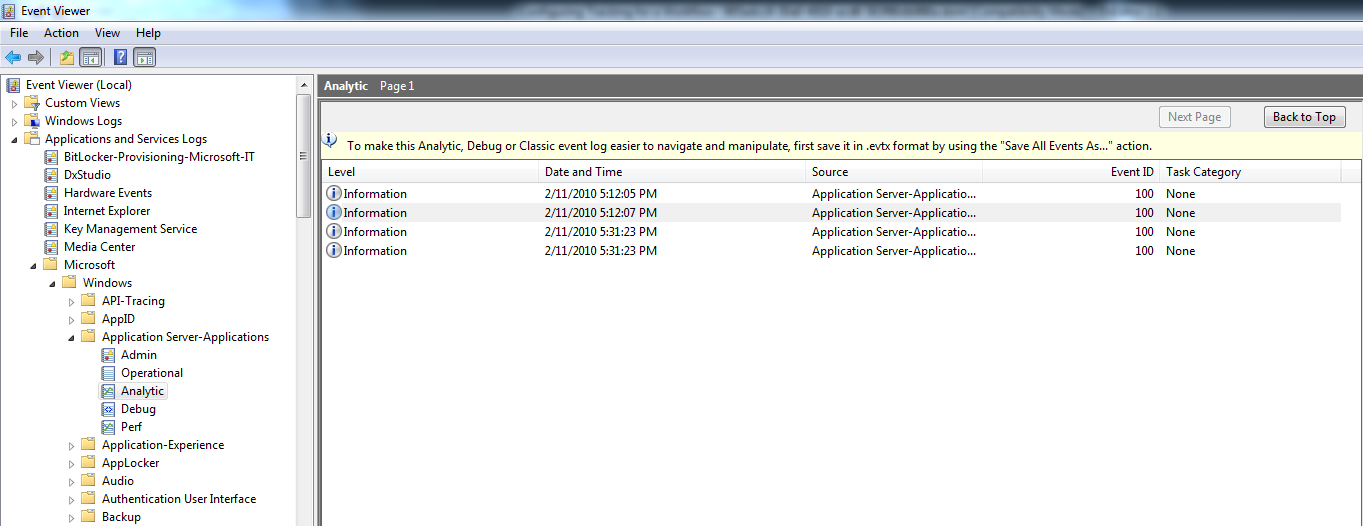 Event Viewer
File Action View Help
Event Viewer (Local)
Custom Views
Windows Logs
Applications and Services Logs
BitLocker-Provisioning-Microsoft-IT
DxStudio
Hardware Events
Internet Explorer
Key Management Service
Media Center
Microsoft
Windows
API-Tracing
AppID
Application Server-Applications
Admin
Operational
Analytic
Debug
Perf
Application-Experience
AppLocker
Audio
Authentication User Interface
Backup
Analytic Page 1
Next Page Back to Top
To make this Analytic, Debug or Classic event log easier to navigate and manipulate, first save it in .evtx format by using the "Save All Events As..." action.
Level Date and Time Source Event ID Task Category
Information 2/11/2010 5:12:05 PM Application Server-Applicatio... 100 None
Information 2/11/2010 5:12:07 PM Application Server-Applicatio... 100 None
Information 2/11/2010 5:31:23 PM Application Server-Applicatio... 100 None
Information 2/11/2010 5:31:23 PM Application Server-Applicatio... 100 None